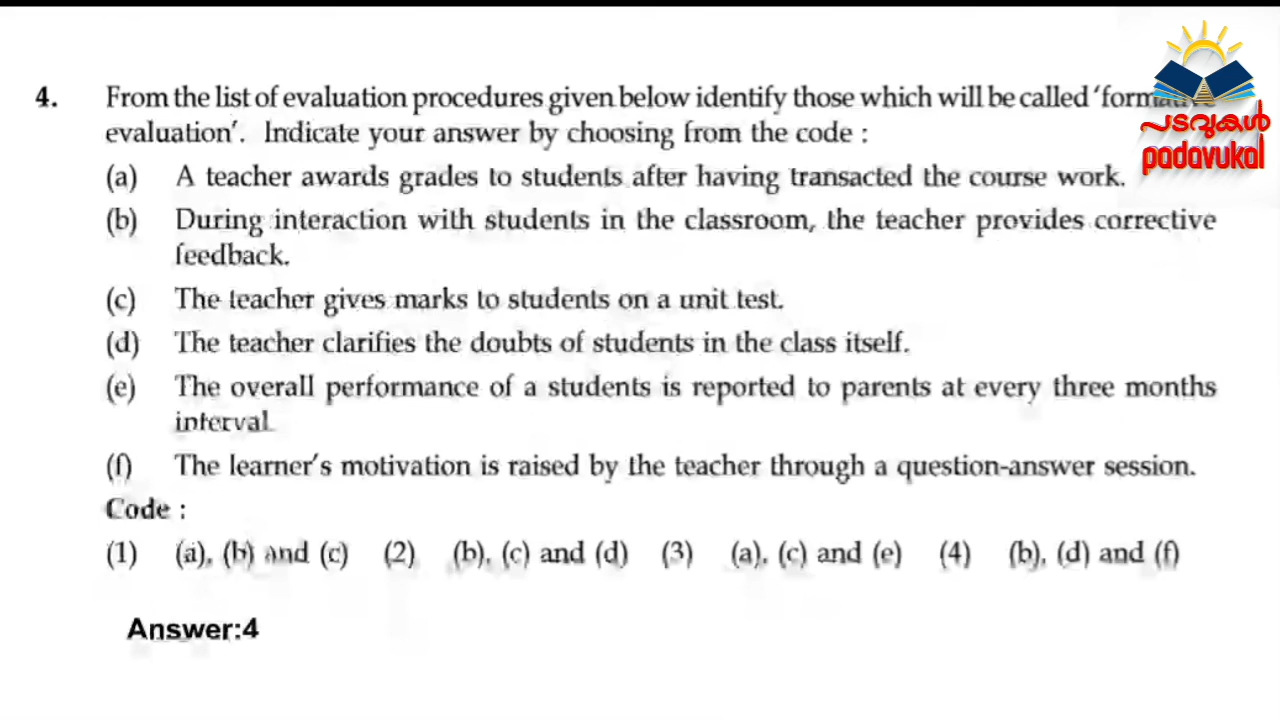 4. From the list of evaluation procedures given below identify those which will be called 'formative
evaluation'. Indicate your answer by choosing from the code :
(a) A teacher awards grades to students after having transacted the course work.
(b) During interaction with students in the classroom, the teacher provides corrective
feedback.
(c) The teacher gives marks to students on a unit test.
(d) The teacher clarifies the doubts of students in the class itself.
(e) The overall performance of a students is reported to parents at every three months
interval
(f) The learner's motivation is raised by the teacher through a question-answer session.
Code :
(1) (a), (b) and (c) (2) (b), (c) and (d) (3) (a), (c) and (e) (4) (b), (d) and (f)
Answer:4
പടവുകൾ
padavukal